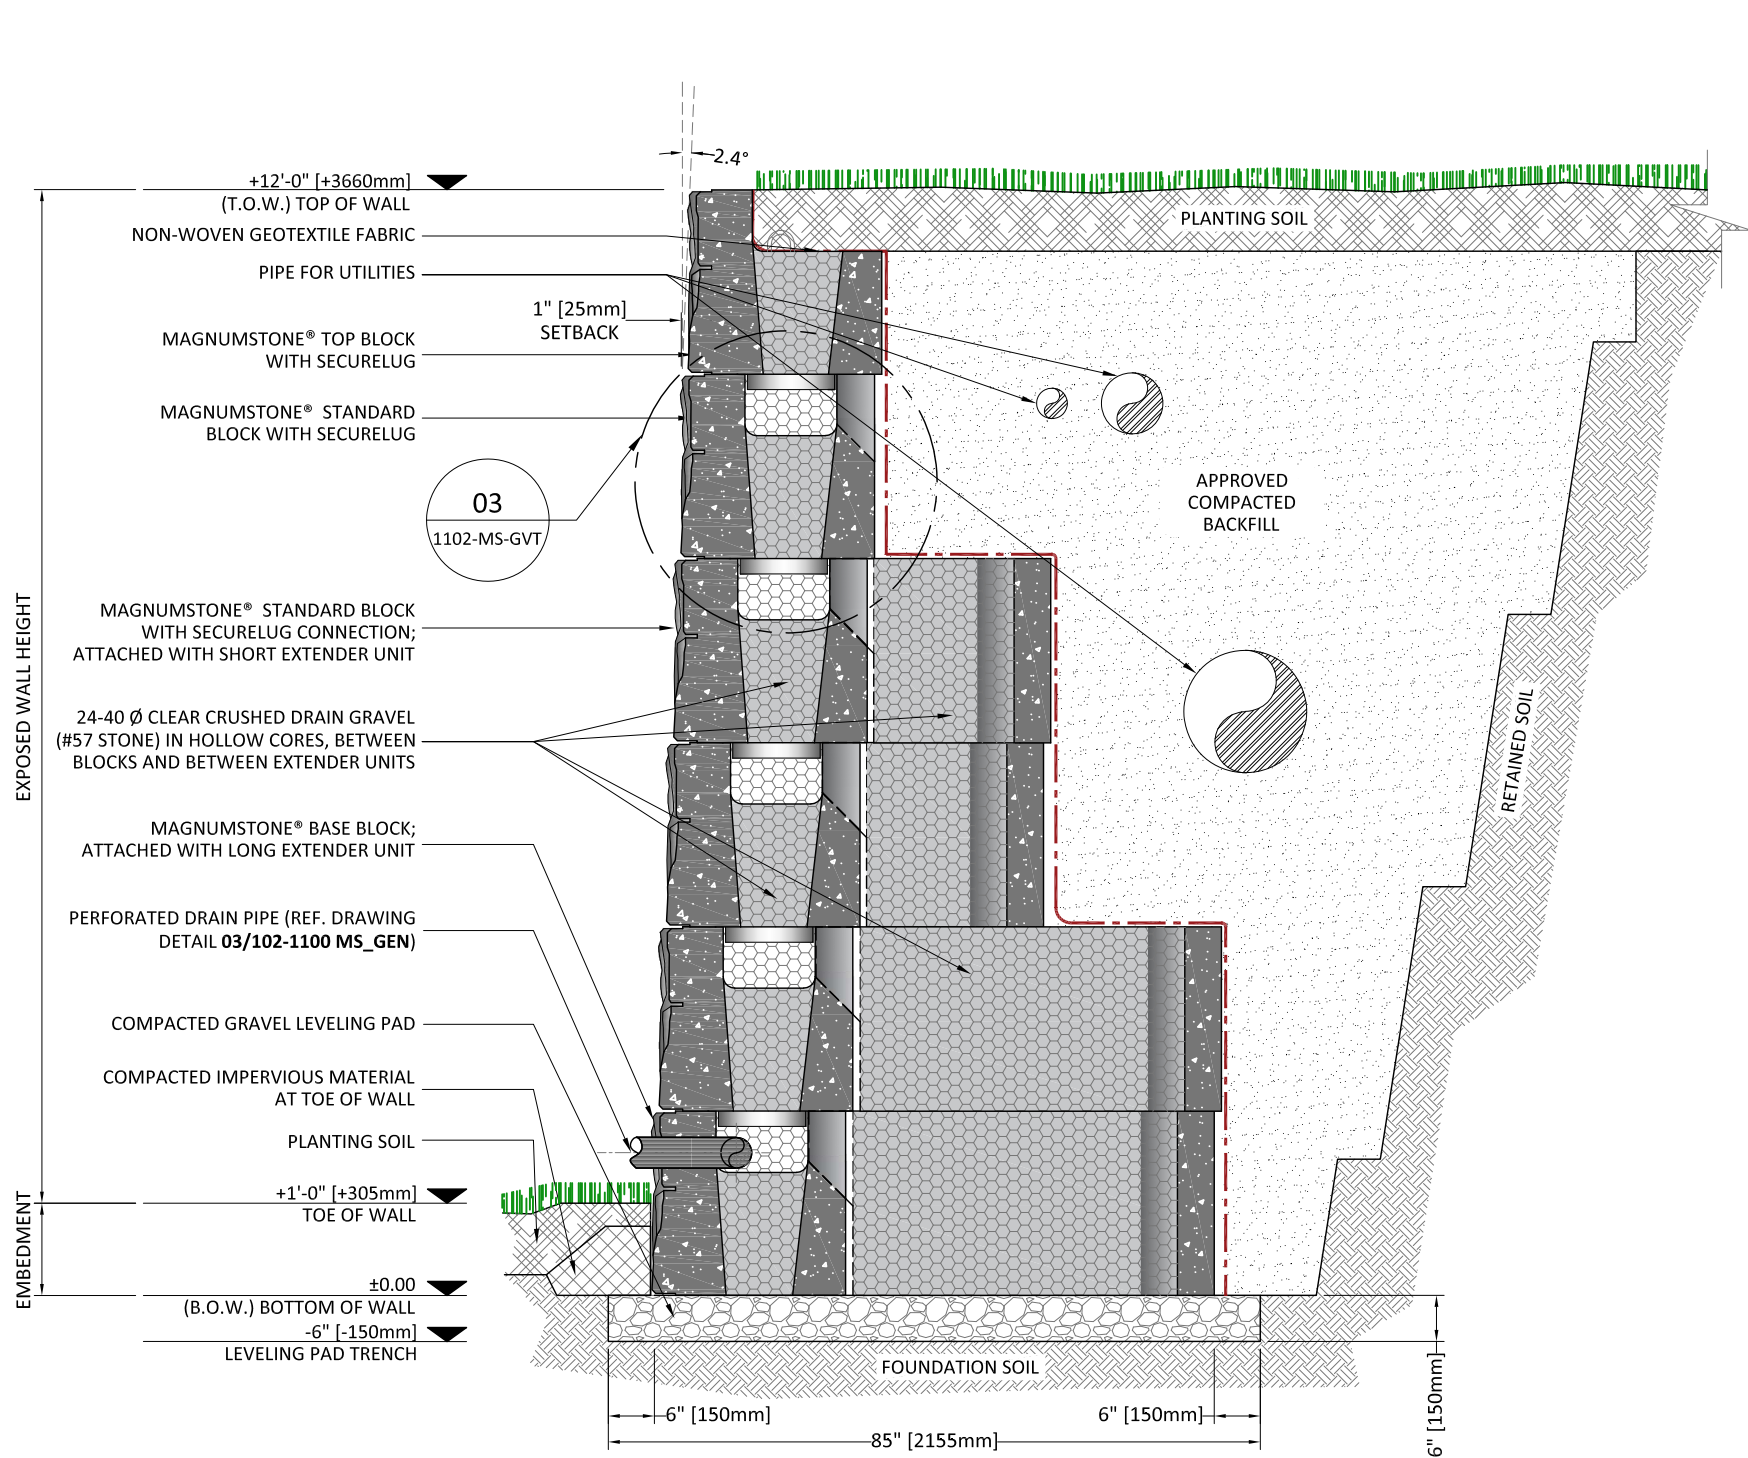 2.4°
+12'-0" [+3660mm]
(T.O.W.) TOP OF WALL
NON-WOVEN GEOTEXTILE FABRIC
PIPE FOR UTILITIES
1" [25mm]
SETBACK
MAGNUMSTONE® TOP BLOCK
WITH SECURELUG
MAGNUMSTONE® STANDARD
BLOCK WITH SECURELUG
03
1102-MS-GVT
MAGNUMSTONE® STANDARD BLOCK
WITH SECURELUG CONNECTION;
ATTACHED WITH SHORT EXTENDER UNIT
24-40 Ø CLEAR CRUSHED DRAIN GRAVEL
(#57 STONE) IN HOLLOW CORES, BETWEEN
BLOCKS AND BETWEEN EXTENDER UNITS
MAGNUMSTONE® BASE BLOCK;
ATTACHED WITH LONG EXTENDER UNIT
PERFORATED DRAIN PIPE (REF. DRAWING
DETAIL 03/102-1100 MS_GEN)
COMPACTED GRAVEL LEVELING PAD
COMPACTED IMPERVIOUS MATERIAL
AT TOE OF WALL
PLANTING SOIL
+1'-0" [+305mm]
TOE OF WALL
±0.00
(B.O.W.) BOTTOM OF WALL
-6" [-150mm]
LEVELING PAD TRENCH
EXPOSED WALL HEIGHT
EMBEDMENT
PLANTING SOIL
APPROVED
COMPACTED
BACKFILL
RETAINED SOIL
FOUNDATION SOIL
6" [150mm]
6" [150mm]
85" [2155mm]
6" [150mm]